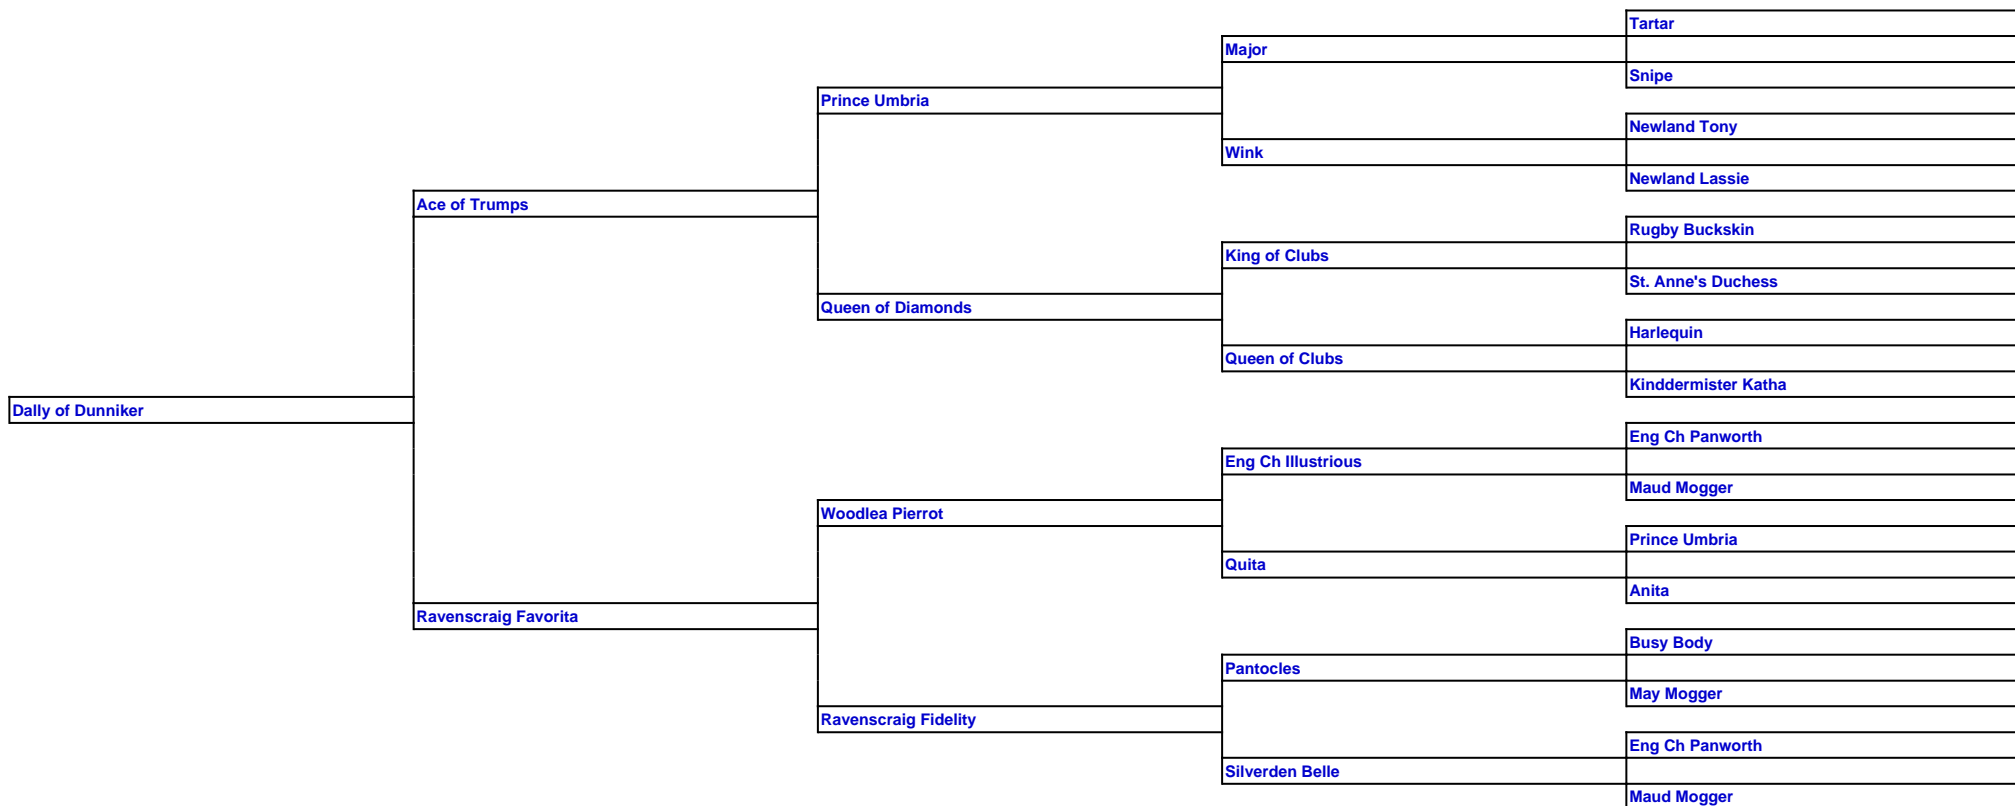 Tartar
Major
Snipe
Prince Umbria
Newland Tony
Wink
Newland Lassie
Ace of Trumps
Rugby Buckskin
King of Clubs
St. Anne's Duchess
Queen of Diamonds
Harlequin
Queen of Clubs
Kinddermister Katha
Dally of Dunniker
Eng Ch Panworth
Eng Ch Illustrious
Maud Mogger
Woodlea Pierrot
Prince Umbria
Quita
Anita
Ravenscraig Favorita
Busy Body
Pantocles
May Mogger
Ravenscraig Fidelity
Eng Ch Panworth
Silverden Belle
Maud Mogger